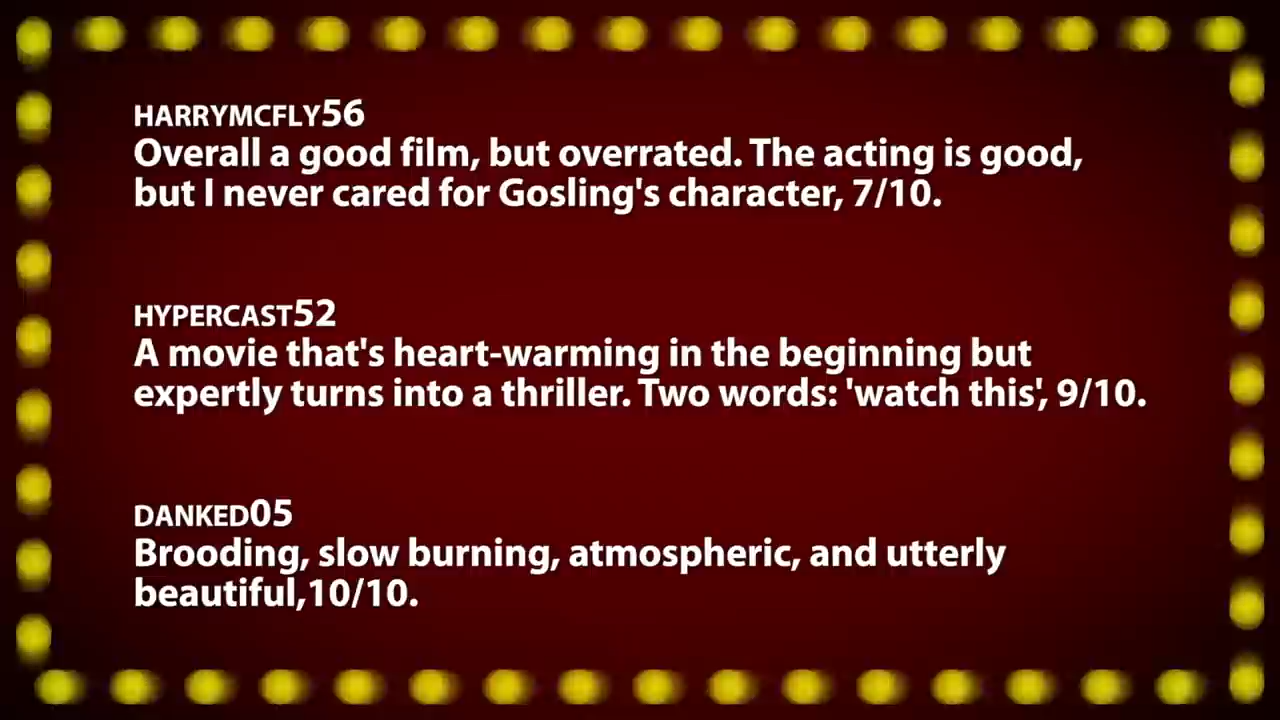 HARRYMCFLY56
Overall a good film, but overrated. The acting is good,
but I never cared for Gosling's character, 7/10.
HYPERCAST52
A movie that's heart-warming in the beginning but
expertly turns into a thriller. Two words: 'watch this', 9/10.
DANKED05
Brooding, slow burning, atmospheric, and utterly
beautiful,10/10.